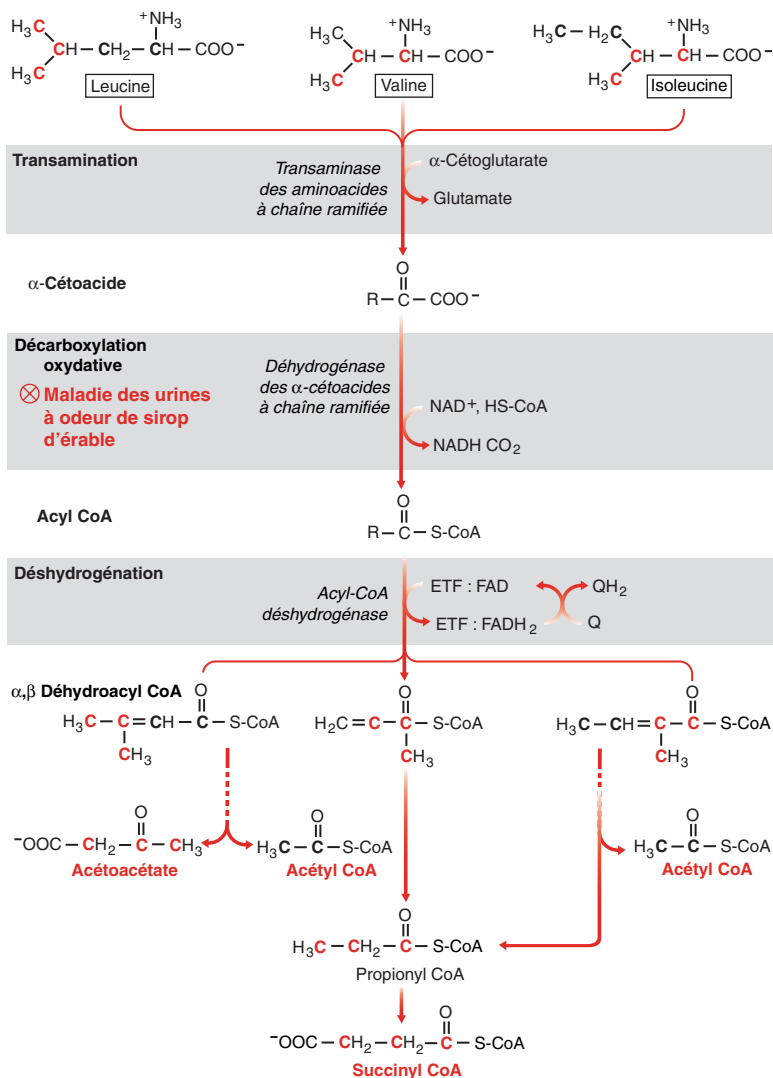 ⁺NH₃ ⁺NH₃ ⁺NH₃
H₃C H₃C H₃C – H₂C
CH – CH₂ – CH – COO⁻ CH – CH – COO⁻ CH – CH – COO⁻
H₃C H₃C H₃C
Leucine Valine Isoleucine
Transamination
Transaminase
des aminoacides
à chaîne ramifiée
α-Cétoglutarate
Glutamate
α-Cétoacide
O
R – C – COO⁻
Décarboxylation
oxydative
⊗ Maladie des urines
à odeur de sirop
d'érable
Déhydrogénase
des α-cétoacides
à chaîne ramifiée
NAD⁺, HS-CoA
NADH CO₂
Acyl CoA
O
R – C – S-CoA
Déshydrogénation
Acyl-CoA
déshydrogénase
ETF : FAD QH₂
ETF : FADH₂ Q
α,β Déhydroacyl CoA
O O O
H₃C – C = CH – C – S-CoA H₂C = C – C – S-CoA H₃C – CH = C – C – S-CoA
CH₃ CH₃ CH₃
O O O
⁻OOC – CH₂ – C – CH₃ H₃C – C – S-CoA H₃C – C – S-CoA
Acétoacétate Acétyl CoA Acétyl CoA
O
H₃C – CH₂ – C – S-CoA
Propionyl CoA
O
⁻OOC – CH₂ – CH₂ – C – S-CoA
Succinyl CoA